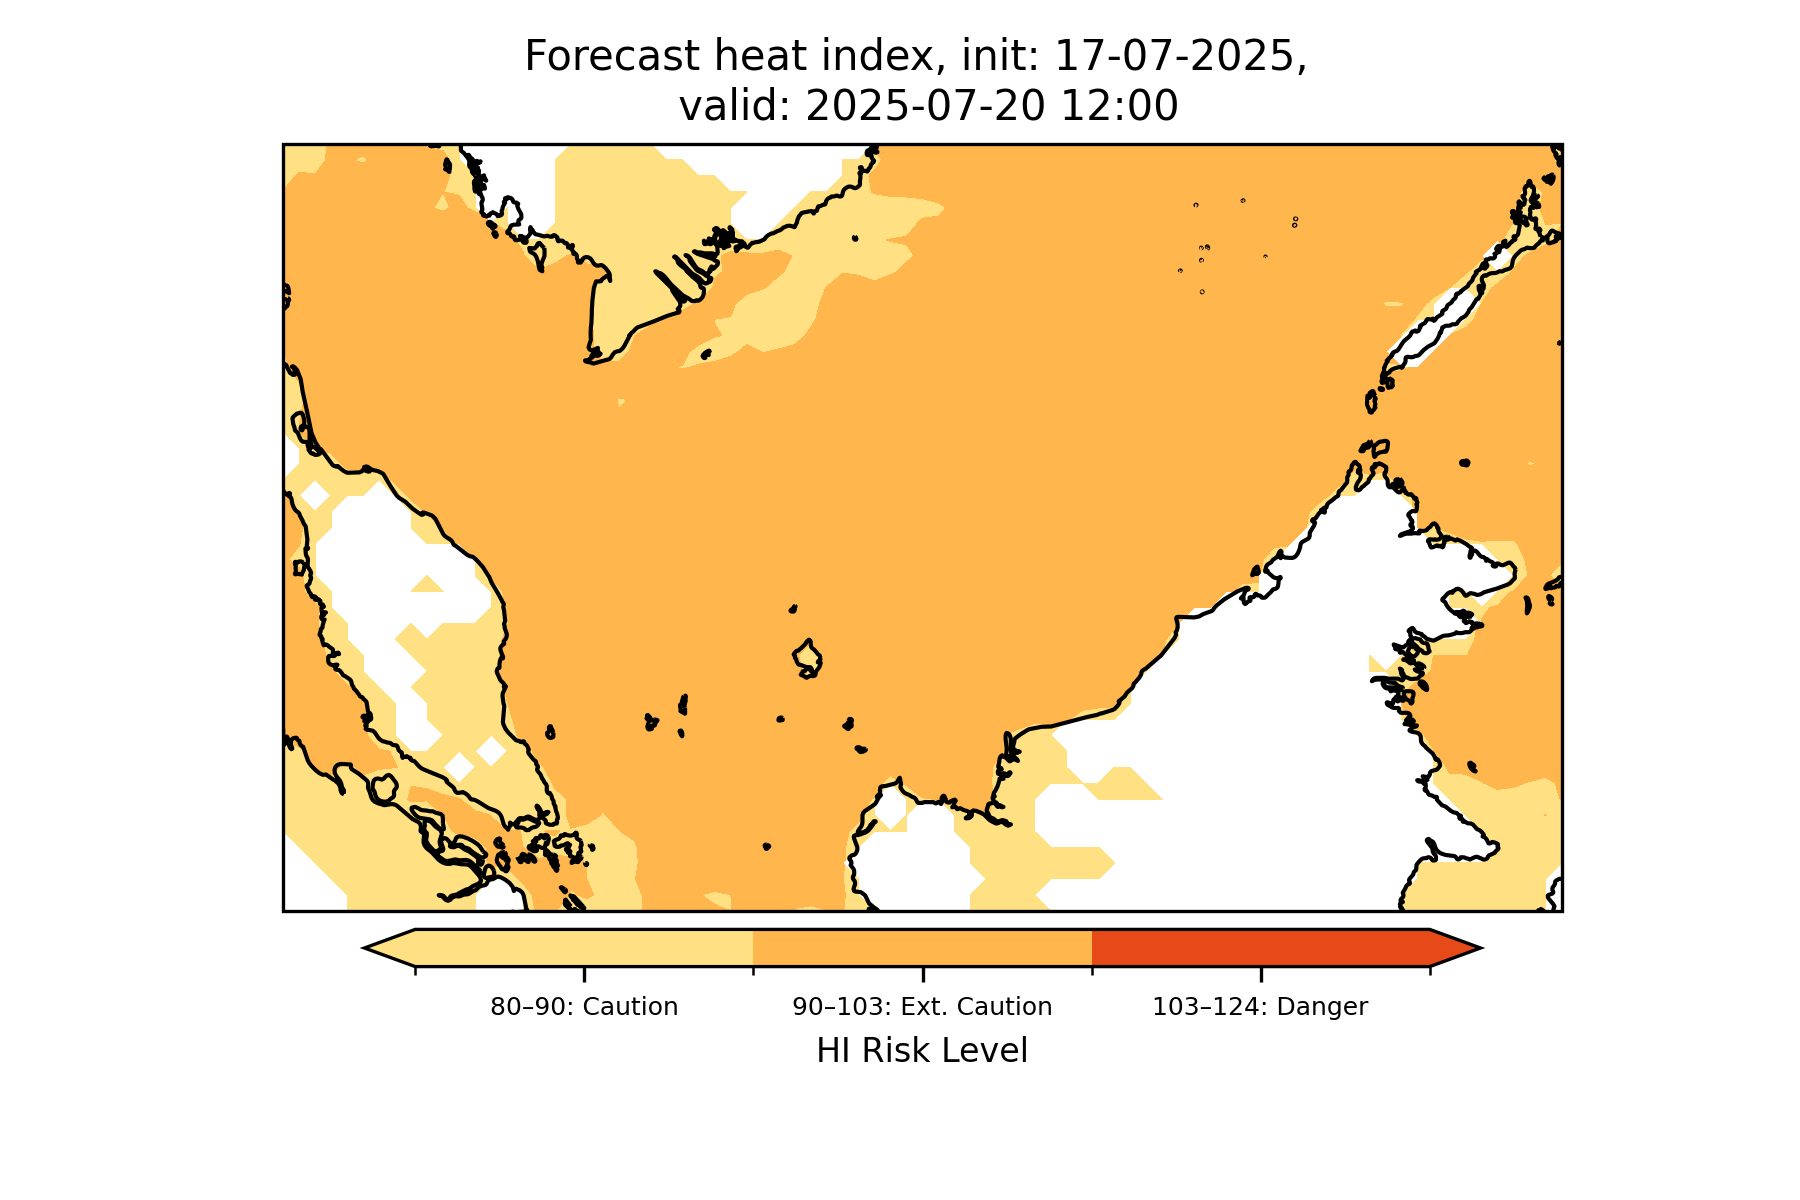 Forecast heat index, init: 17-07-2025,
valid: 2025-07-20 12:00
80–90: Caution
90–103: Ext. Caution
103–124: Danger
HI Risk Level